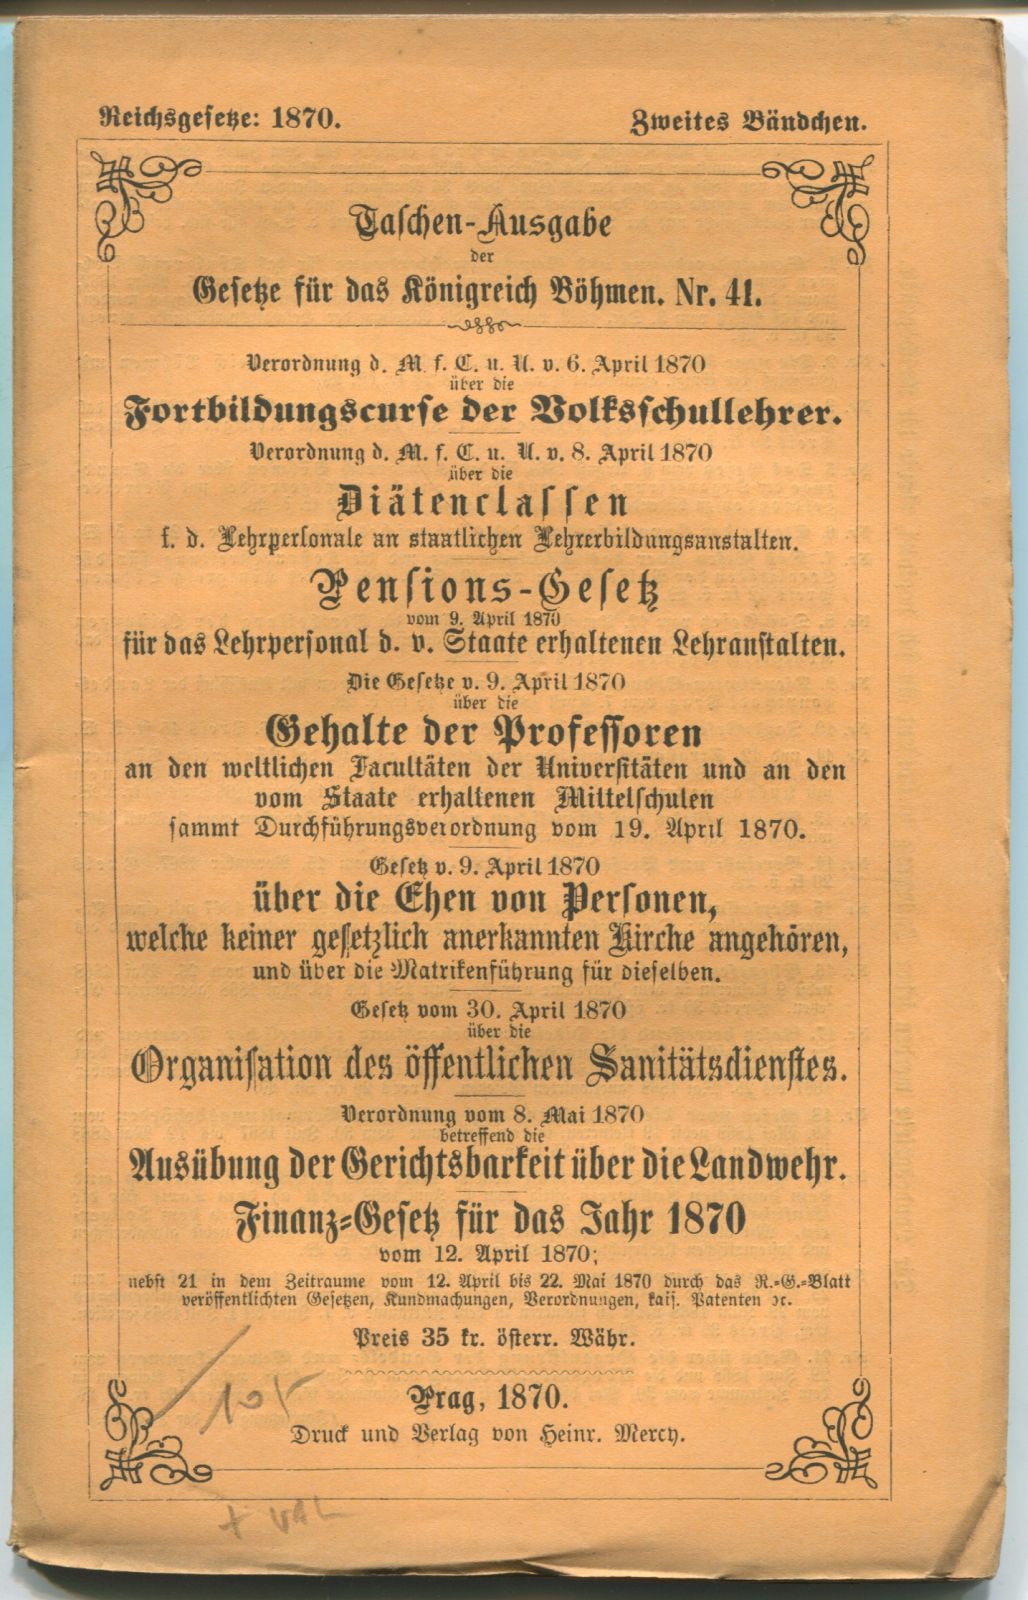 Reichsgesetze: 1870. Zweites Bändchen.
Taschen-Ausgabe
der
Gesetze für das Königreich Böhmen. Nr. 41.
Verordnung d. M. f. C. u. U. v. 6. April 1870
über die
Fortbildungscurse der Volksschullehrer.
Verordnung d. M. f. C. u. U. v. 8. April 1870
über die
Diätenclassen
f. d. Lehrpersonale an staatlichen Lehrerbildungsanstalten.
Pensions-Gesetz
vom 9. April 1870
für das Lehrpersonal d. v. Staate erhaltenen Lehranstalten.
Die Gesetze v. 9. April 1870
über die
Gehalte der Professoren
an den weltlichen Facultäten der Universitäten und an den
vom Staate erhaltenen Mittelschulen
sammt Durchführungsverordnung vom 19. April 1870.
Gesetz v. 9. April 1870
über die Ehen von Personen,
welche keiner gesetzlich anerkannten Kirche angehören,
und über die Matrikenführung für dieselben.
Gesetz vom 30. April 1870
über die
Organisation des öffentlichen Sanitätsdienstes.
Verordnung vom 8. Mai 1870
betreffend die
Ausübung der Gerichtsbarkeit über die Landwehr.
Finanz-Gesetz für das Jahr 1870
vom 12. April 1870;
nebst 21 in dem Zeitraume vom 12. April bis 22. Mai 1870 durch das R.-G.-Blatt
veröffentlichten Gesetzen, Kundmachungen, Verordnungen, kais. Patenten ꝛc.
Preis 35 kr. österr. Währ.
Prag, 1870.
Druck und Verlag von Heinr. Mercy.